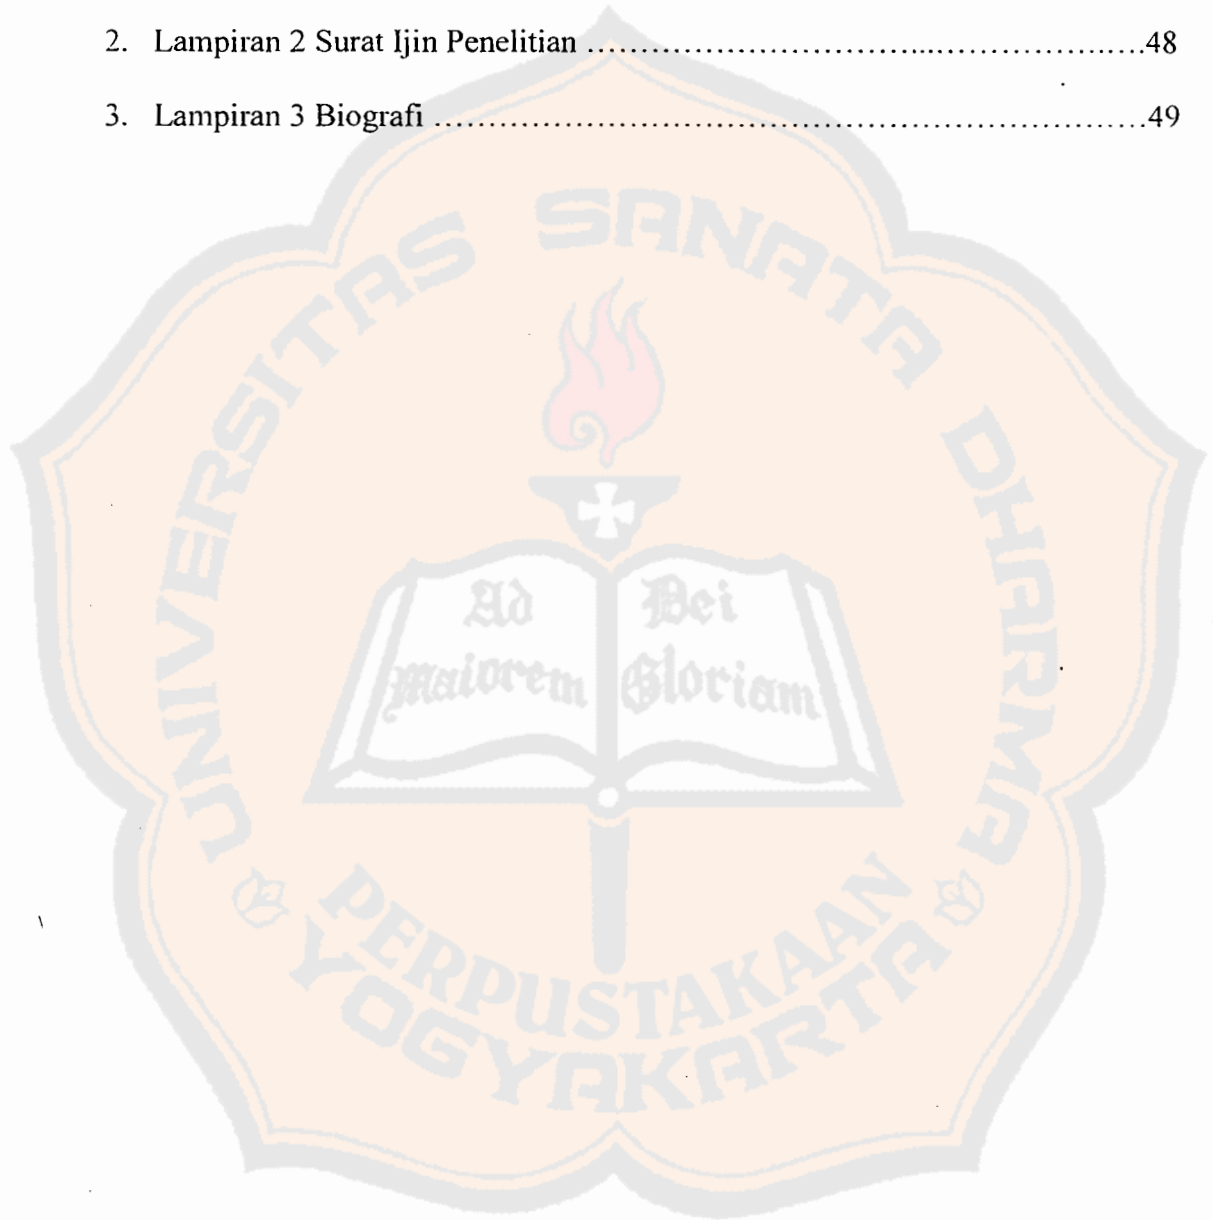 2. Lampiran 2 Surat Ijin Penelitian ........................................................48
3. Lampiran 3 Biografi ........................................................................49
UNIVERSITAS SANATA DHARMA
Ad Dei
Maiorem Gloriam
PERPUSTAKAAN
YOGYAKARTA